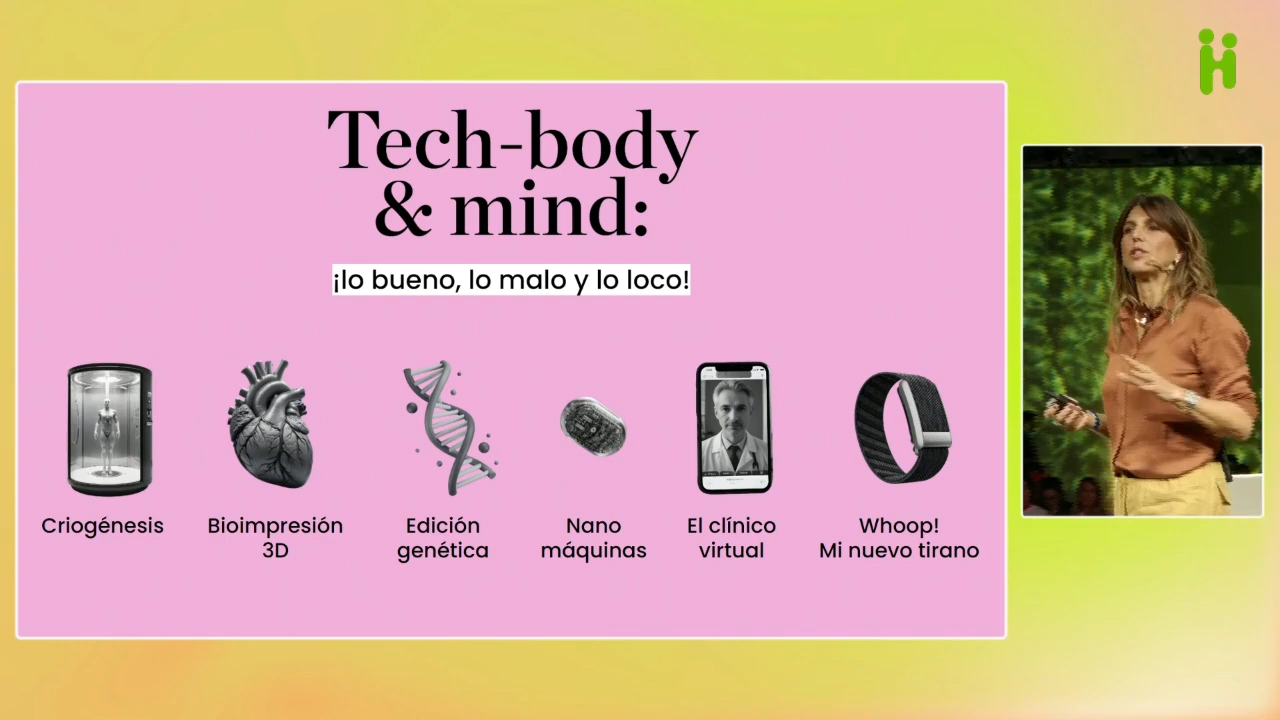 Tech-body
& mind:
¡lo bueno, lo malo y lo loco!
Criogénesis
Bioimpresión
3D
Edición
genética
Nano
máquinas
El clínico
virtual
Whoop!
Mi nuevo tirano